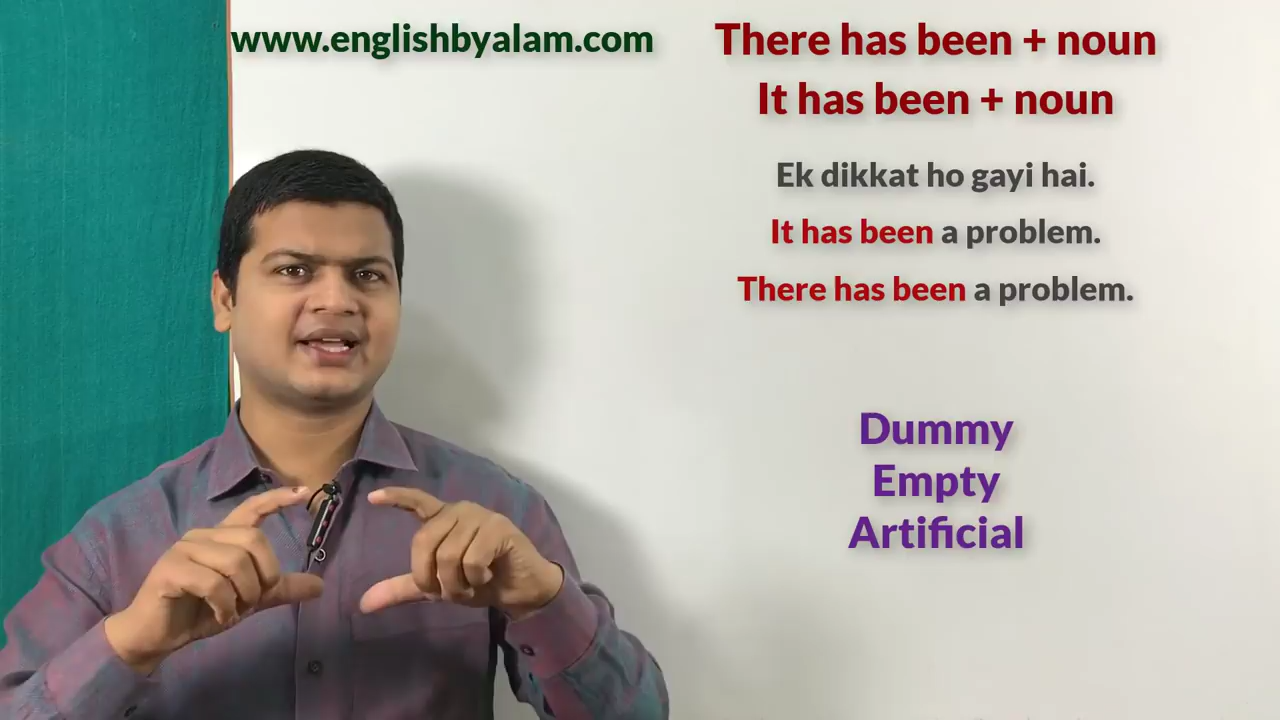 www.englishbyalam.com
There has been + noun
It has been + noun
Ek dikkat ho gayi hai.
It has been a problem.
There has been a problem.
Dummy
Empty
Artificial